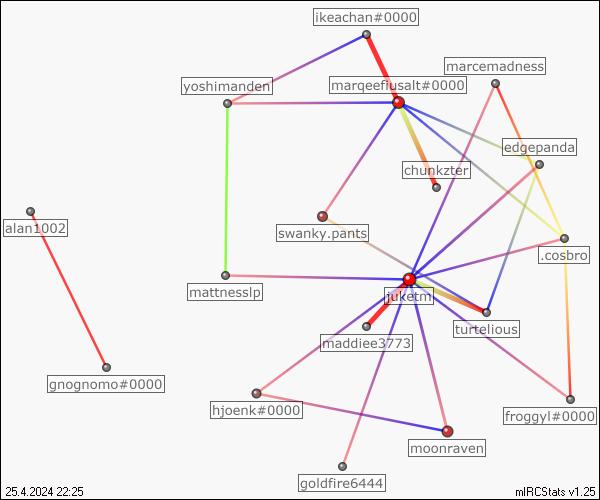 ikeachan#0000
marcemadness
yoshimanden
marqeefiusalt#0000
edgepanda
chunkzter
alan1002
swanky.pants
.cosbro
mattnesslp
juketm
turtelious
maddiee3773
gnognomo#0000
hjoenk#0000
froggyl#0000
moonraven
goldfire6444
25.4.2024 22:25
mIRCStats v1.25